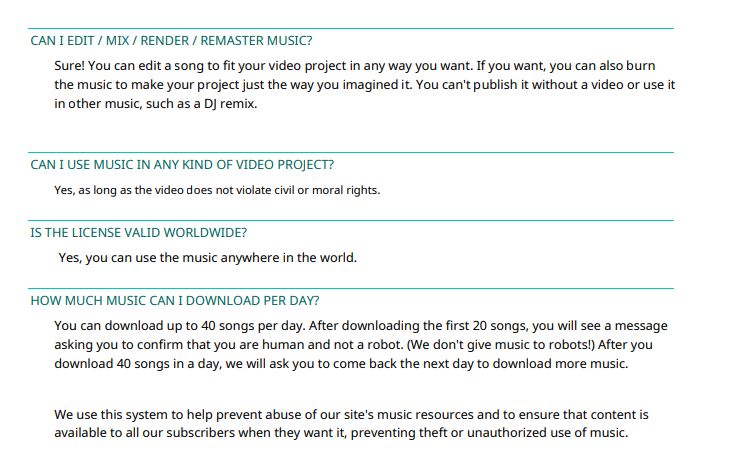 CAN I EDIT / MIX / RENDER / REMASTER MUSIC?
Sure! You can edit a song to fit your video project in any way you want. If you want, you can also burn
the music to make your project just the way you imagined it. You can't publish it without a video or use it
in other music, such as a DJ remix.
CAN I USE MUSIC IN ANY KIND OF VIDEO PROJECT?
Yes, as long as the video does not violate civil or moral rights.
IS THE LICENSE VALID WORLDWIDE?
Yes, you can use the music anywhere in the world.
HOW MUCH MUSIC CAN I DOWNLOAD PER DAY?
You can download up to 40 songs per day. After downloading the first 20 songs, you will see a message
asking you to confirm that you are human and not a robot. (We don't give music to robots!) After you
download 40 songs in a day, we will ask you to come back the next day to download more music.
We use this system to help prevent abuse of our site's music resources and to ensure that content is
available to all our subscribers when they want it, preventing theft or unauthorized use of music.